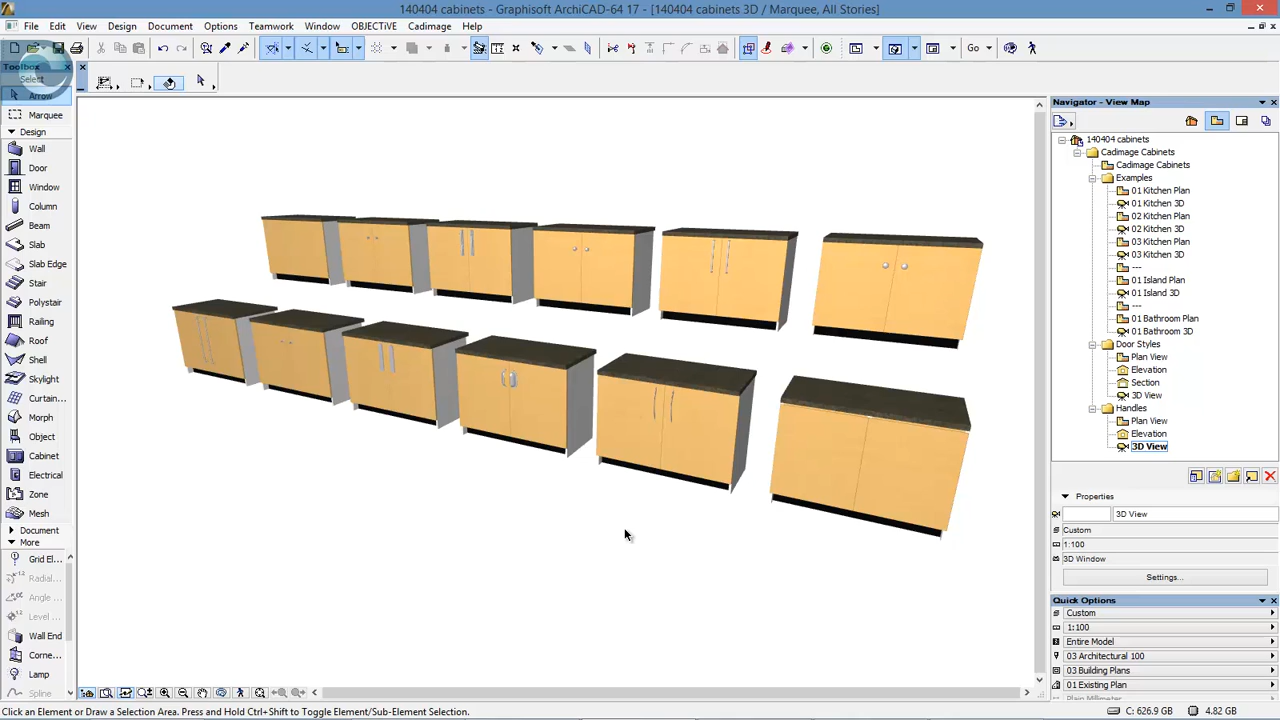 140404 cabinets - Graphisoft ArchiCAD-64 17 - [140404 cabinets 3D / Marquee, All Stories]
File Edit View Design Document Options Teamwork Window OBJECTiVE Cadimage Help
Go
Toolbox
Select
Arrow
Marquee
Design
Wall
Door
Window
Column
Beam
Slab
Slab Edge
Stair
Polystair
Railing
Roof
Shell
Skylight
Curtain...
Morph
Object
Cabinet
Electrical
Zone
Mesh
Document
More
Grid El...
Radial...
Angle ...
Level ...
Wall End
Corne...
Lamp
Spline
Navigator - View Map
140404 cabinets
Cadimage Cabinets
Cadimage Cabinets
Examples
01 Kitchen Plan
01 Kitchen 3D
02 Kitchen Plan
02 Kitchen 3D
03 Kitchen Plan
03 Kitchen 3D
---
01 Island Plan
01 Island 3D
---
01 Bathroom Plan
01 Bathroom 3D
Door Styles
Plan View
Elevation
Section
3D View
Handles
Plan View
Elevation
3D View
Properties
3D View
Custom
1:100
3D Window
Settings...
Quick Options
Custom
1:100
Entire Model
03 Architectural 100
03 Building Plans
01 Existing Plan
Plain Millimeter
Click an Element or Draw a Selection Area. Press and Hold Ctrl+Shift to Toggle Element/Sub-Element Selection.
C: 626.9 GB
4.82 GB